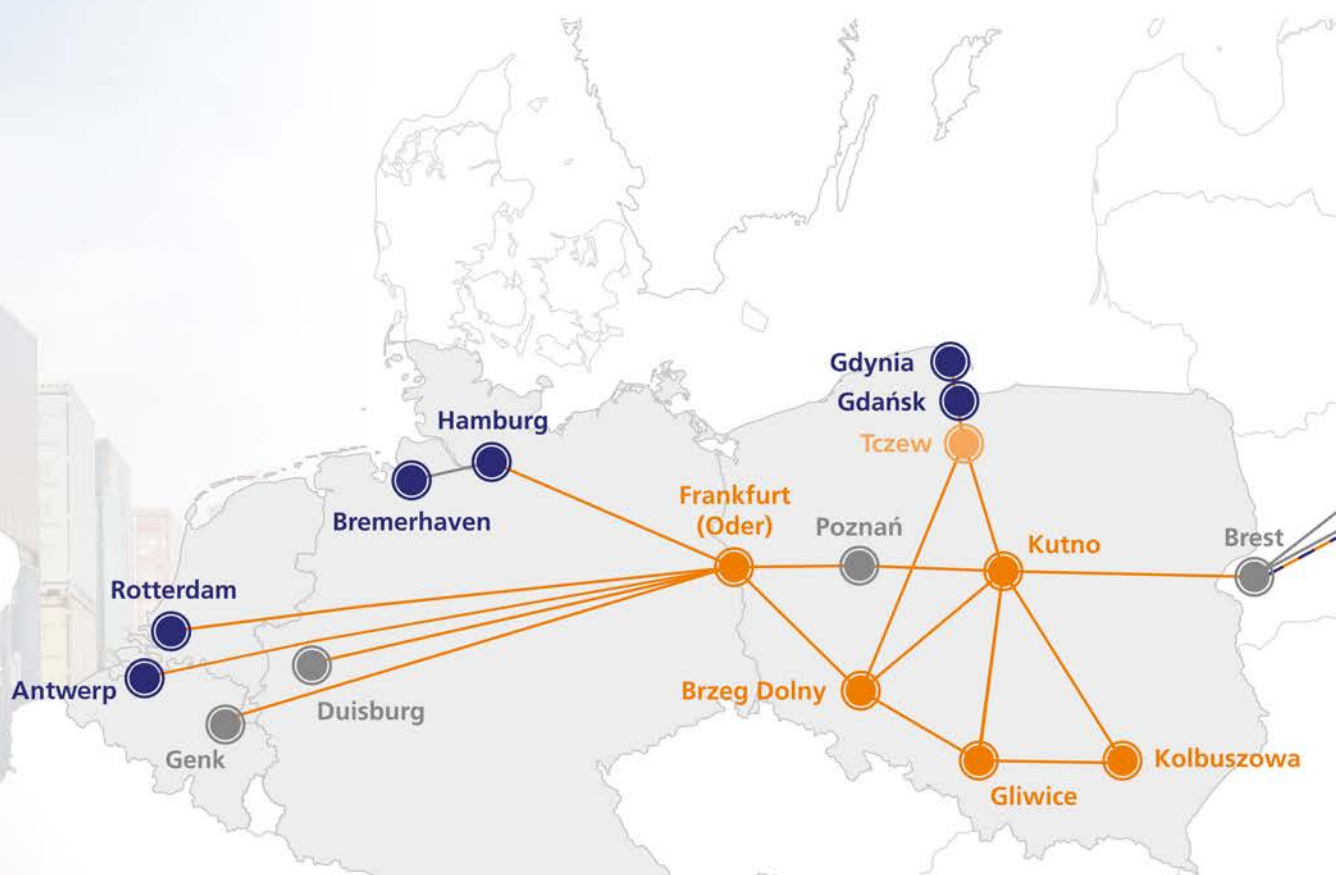 Gdynia
Gdańsk
Tczew
Hamburg
Bremerhaven
Frankfurt
(Oder)
Poznań
Kutno
Brest
Rotterdam
Antwerp
Duisburg
Genk
Brzeg Dolny
Gliwice
Kolbuszowa